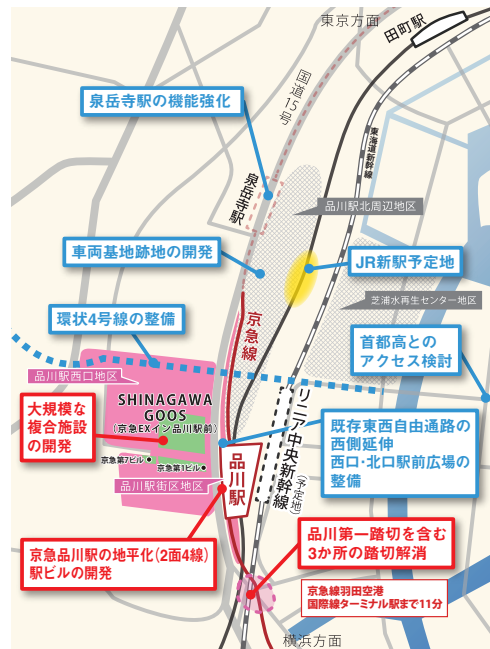 東京方面
田町駅
国道15号
東海道新幹線
泉岳寺駅の機能強化
泉岳寺駅
品川駅北周辺地区
車両基地跡地の開発
JR新駅予定地
芝浦水再生センター地区
環状4号線の整備
京急線
首都高との
アクセス検討
品川駅西口地区
SHINAGAWA
GOOS
(京急EXイン品川駅前)
大規模な
複合施設
の開発
リニア中央新幹線
(予定地)
既存東西自由通路の
西側延伸
西口・北口駅前広場の
整備
京急第7ビル
京急第1ビル
品川駅
品川駅街区地区
京急品川駅の地平化(2面4線)
駅ビルの開発
品川第一踏切を含む
3か所の踏切解消
京急線羽田空港
国際線ターミナル駅まで11分
横浜方面